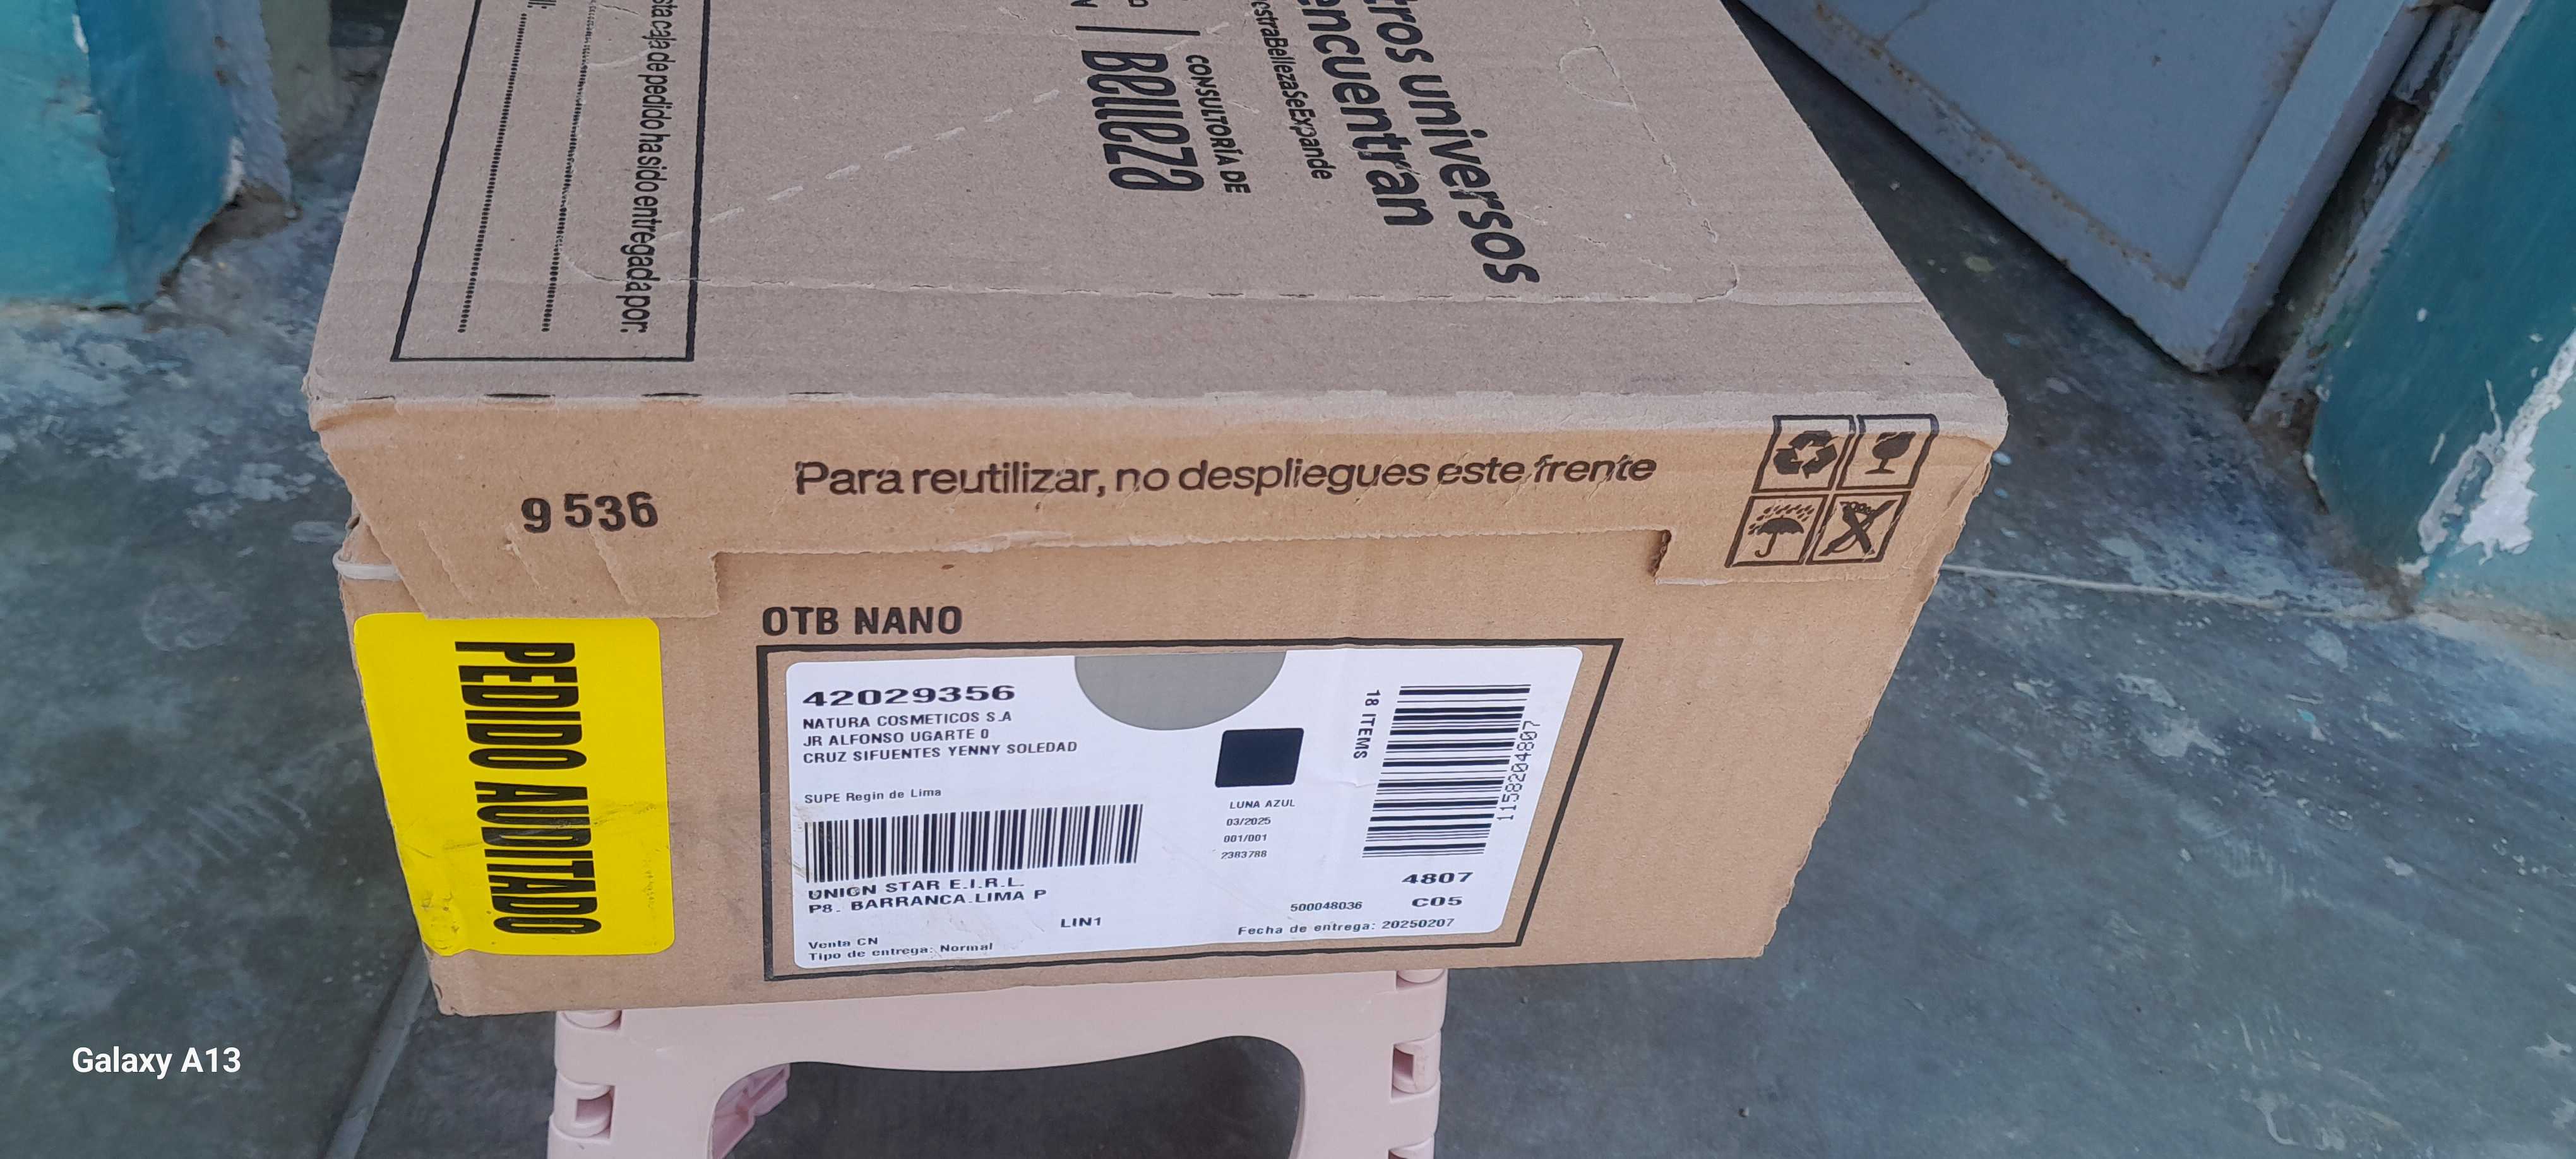 esta caja de pedido ha sido entregada por:
CONSULTORÍA DE
Belleza
ostraBellezaSeExpande
tros universos
encuentran
9 536
Para reutilizar, no despliegues este frente
PEDIDO AUDITADO
OTB NANO
42029356
NATURA COSMETICOS S.A
JR ALFONSO UGARTE 0
CRUZ SIFUENTES YENNY SOLEDAD
SUPE Regin de Lima
UNION STAR E.I.R.L.
P8. BARRANCA.LIMA P
LIN1
Venta CN
Tipo de entrega: Normal
LUNA AZUL
03/2025
001/001
2383788
18 ITEMS
1158204807
4807
500048036
C05
Fecha de entrega: 20250207
Galaxy A13